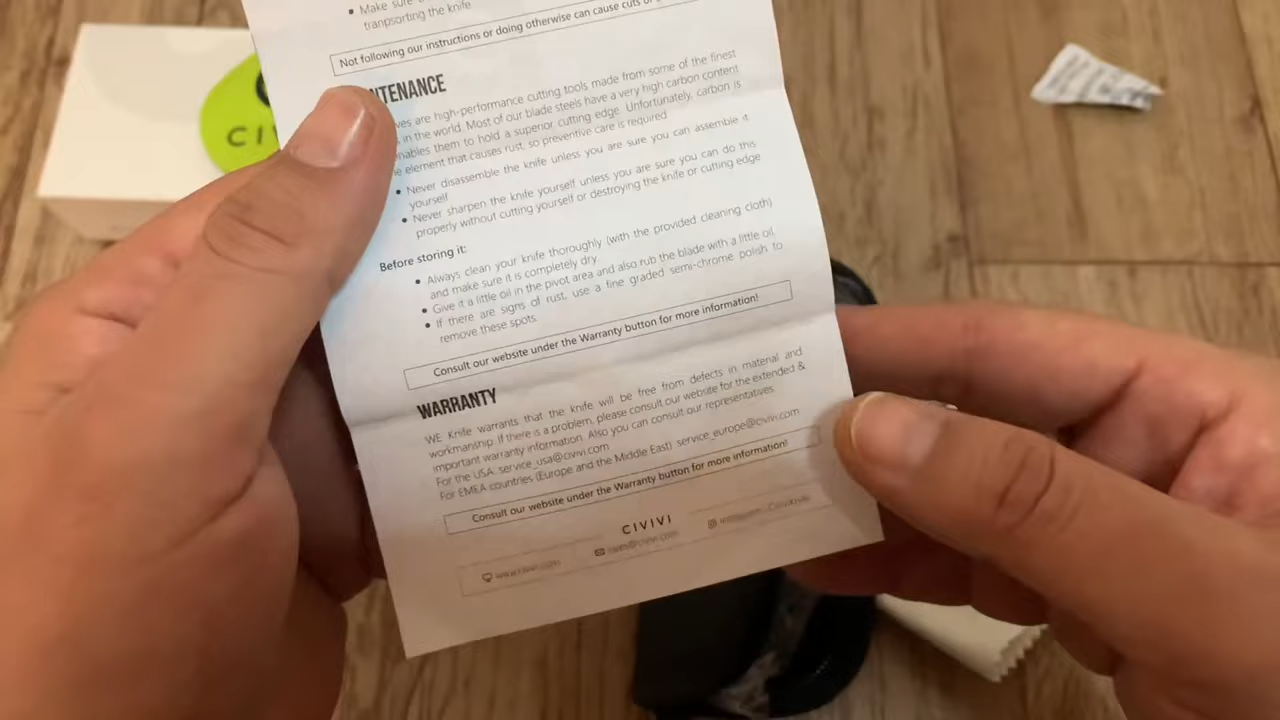 Make sure
tranpsorting the knife.
Not following our instructions or doing otherwise can cause cuts
NTENANCE
ves are high-performance cutting tools made from some of the finest
s in the world. Most of our blade steels have a very high carbon content
nables them to hold a superior cutting edge. Unfortunately, carbon is
e element that causes rust, so preventive care is required.
• Never disassemble the knife unless you are sure you can assemble it
yourself.
• Never sharpen the knife yourself unless you are sure you can do this
properly without cutting yourself or destroying the knife or cutting edge
Before storing it:
• Always clean your knife thoroughly (with the provided cleaning cloth)
and make sure it is completely dry.
• Give it a little oil in the pivot area and also rub the blade with a little oil.
• If there are signs of rust, use a fine graded semi-chrome polish to
remove these spots.
Consult our website under the Warranty button for more information!
WARRANTY
WE Knife warrants that the knife will be free from defects in material and
workmanship. If there is a problem, please consult our website for the extended &
important warranty information. Also you can consult our representatives.
For the USA: service_usa@civivi.com
For EMEA countries (Europe and the Middle East) service_europe@civivi.com
Consult our website under the Warranty button for more information!
CIVIVI
www.civivi.com
CIV